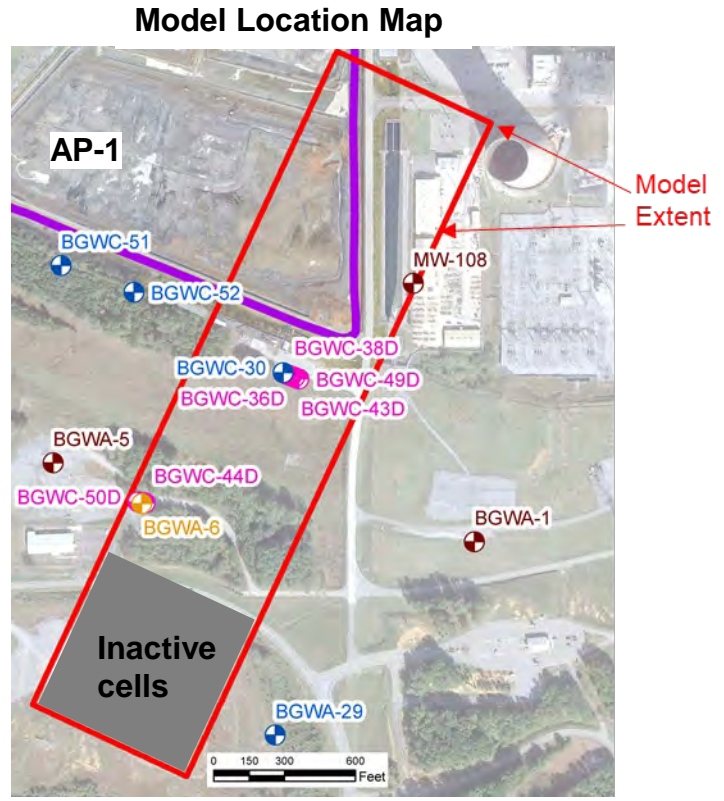 Model Location Map
AP-1
Model
Extent
BGWC-51
MW-108
BGWC-52
BGWC-38D
BGWC-30
BGWC-49D
BGWC-36D
BGWC-43D
BGWA-5
BGWC-44D
BGWC-50D
BGWA-6
BGWA-1
Inactive
cells
BGWA-29
0 150 300 600
Feet